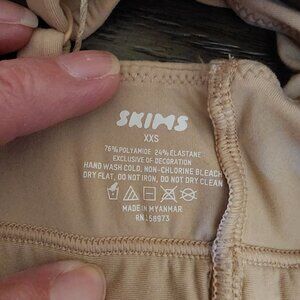 SKIMS
XXS
76% POLYAMIDE 24% ELASTANE
EXCLUSIVE OF DECORATION
HAND WASH COLD, NON-CHLORINE BLEACH
DRY FLAT, DO NOT IRON, DO NOT DRY CLEAN
MADE IN MYANMAR
RN 158973